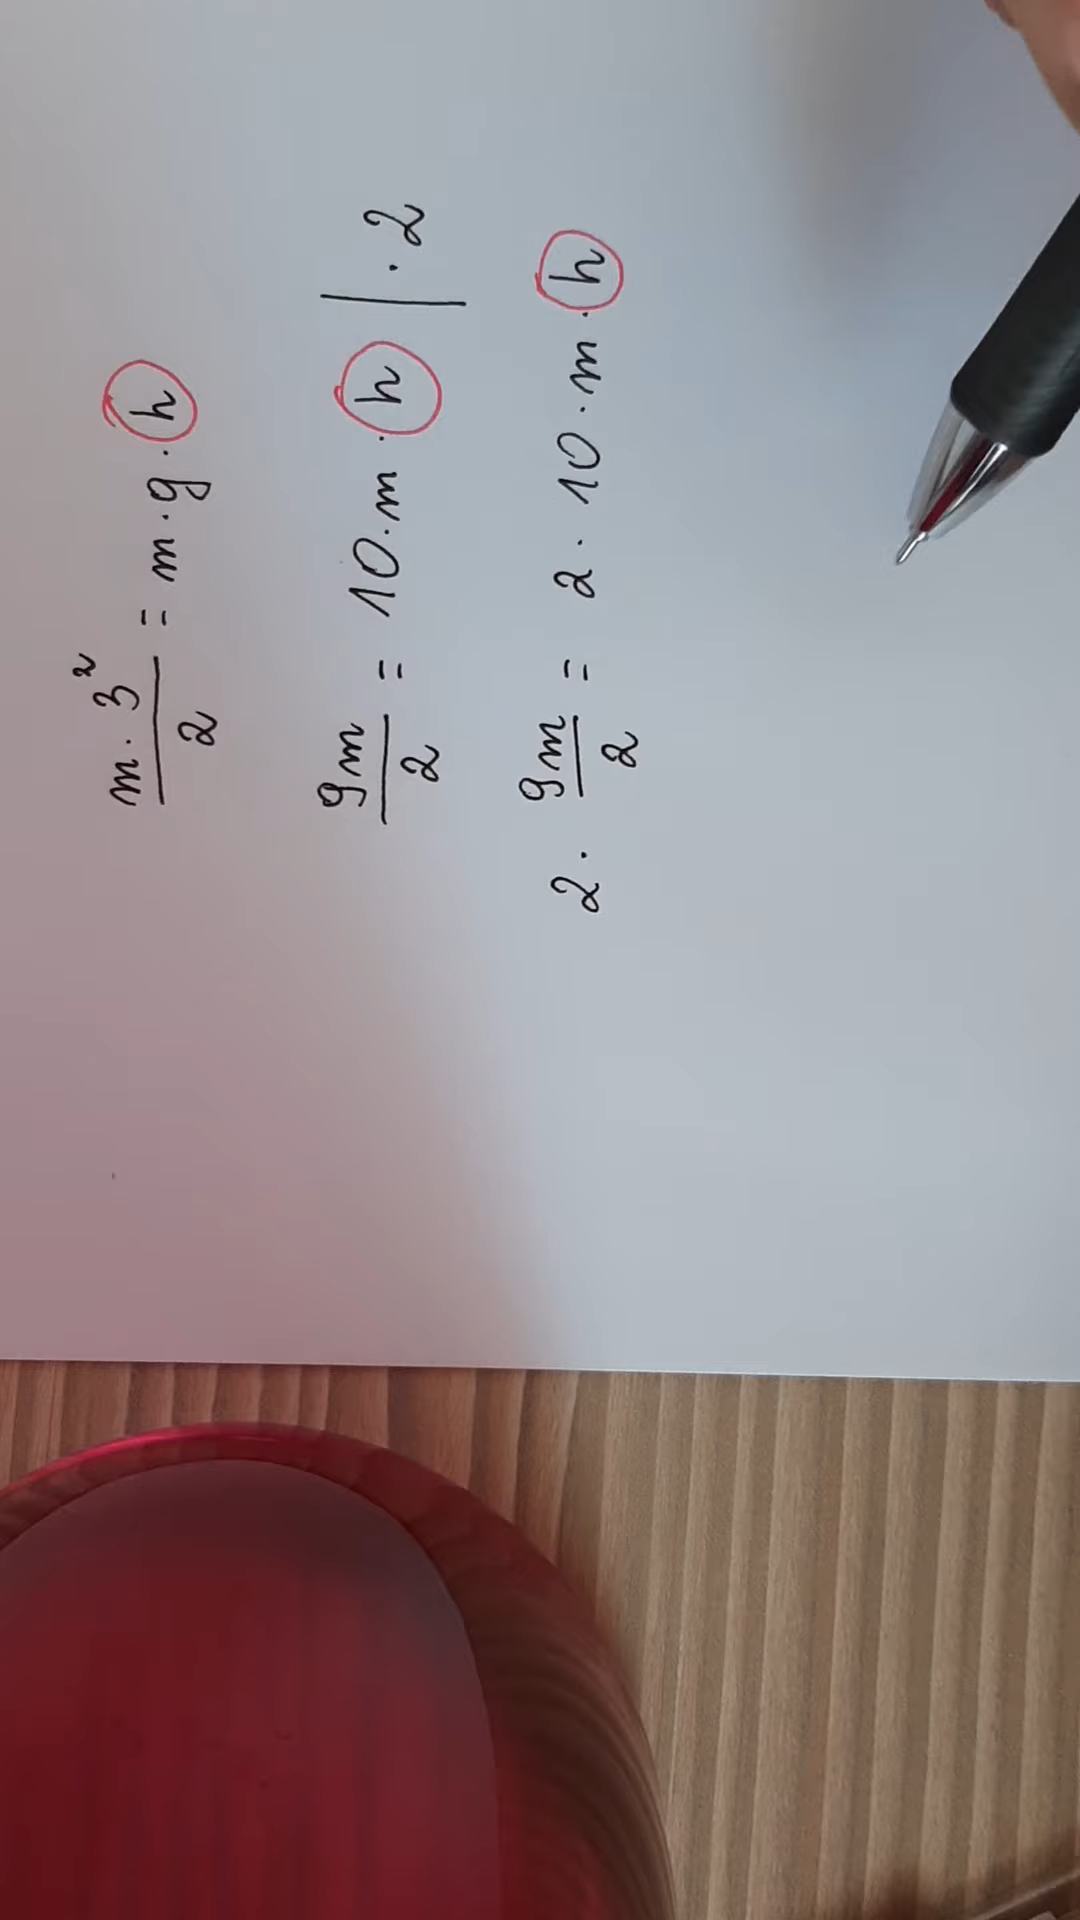 m · 3² / 2 = m · g · h
9m / 2 = 10 · m · h | · 2
2 · 9m / 2 = 2 · 10 · m · h